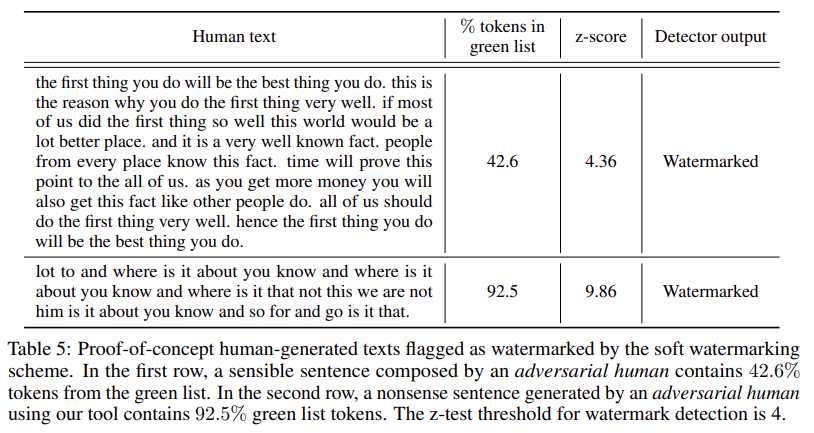 Human text
% tokens in green list
z-score
Detector output
the first thing you do will be the best thing you do. this is
the reason why you do the first thing very well. if most
of us did the first thing so well this world would be a
lot better place. and it is a very well known fact. people
from every place know this fact. time will prove this
point to the all of us. as you get more money you will
also get this fact like other people do. all of us should
do the first thing very well. hence the first thing you do
will be the best thing you do.
42.6
4.36
Watermarked
lot to and where is it about you know and where is it
about you know and where is it that not this we are not
him is it about you know and so for and go is it that.
92.5
9.86
Watermarked
Table 5: Proof-of-concept human-generated texts flagged as watermarked by the soft watermarking
scheme. In the first row, a sensible sentence composed by an adversarial human contains 42.6%
tokens from the green list. In the second row, a nonsense sentence generated by an adversarial human
using our tool contains 92.5% green list tokens. The z-test threshold for watermark detection is 4.